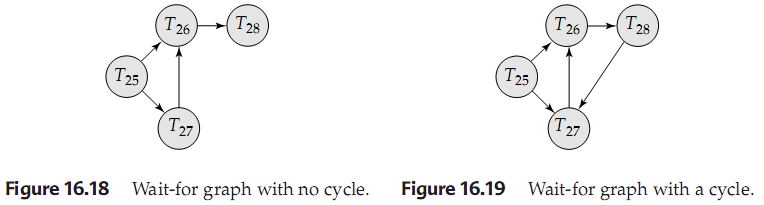 T26 T28
T25
T27
Figure 16.18 Wait-for graph with no cycle.
T26 T28
T25
T27
Figure 16.19 Wait-for graph with a cycle.